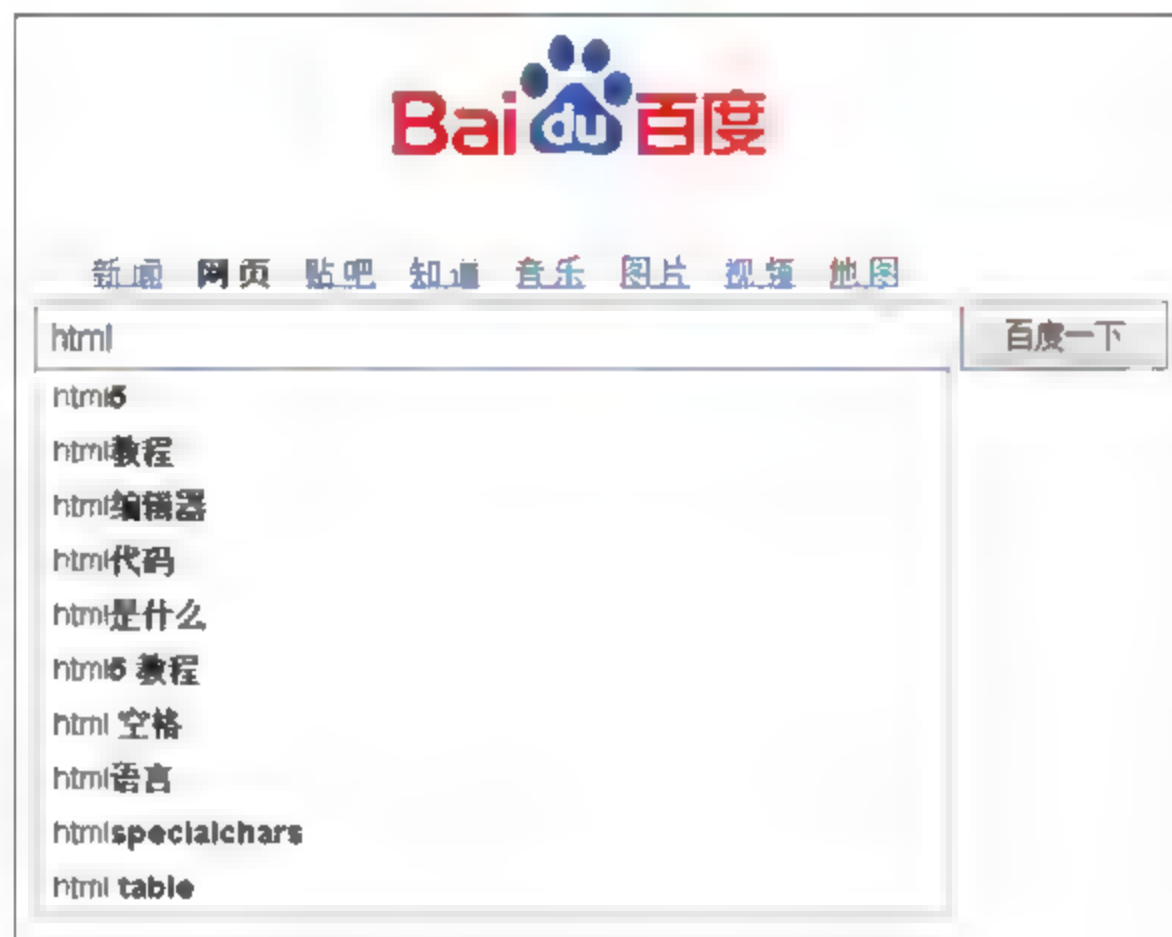 Baidu百度
新闻 网页 贴吧 知道 音乐 图片 视频 地图
html 百度一下
html5
html教程
html编辑器
html代码
html是什么
html5 教程
html 空格
html语言
htmlspecialchars
html table